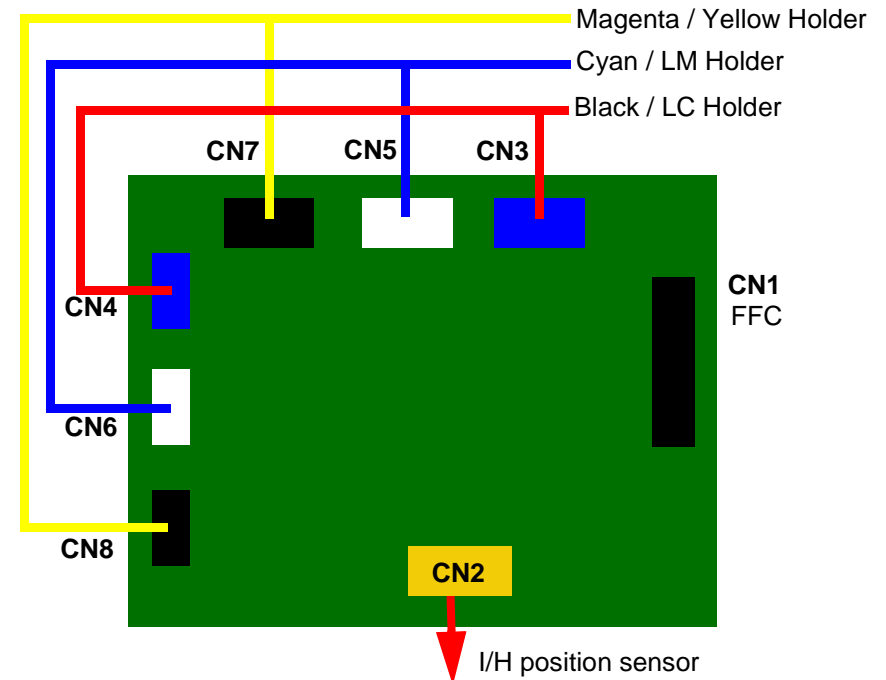 Magenta / Yellow Holder
Cyan / LM Holder
Black / LC Holder
CN7
CN5
CN3
CN1
FFC
CN4
CN6
CN8
CN2
I/H position sensor